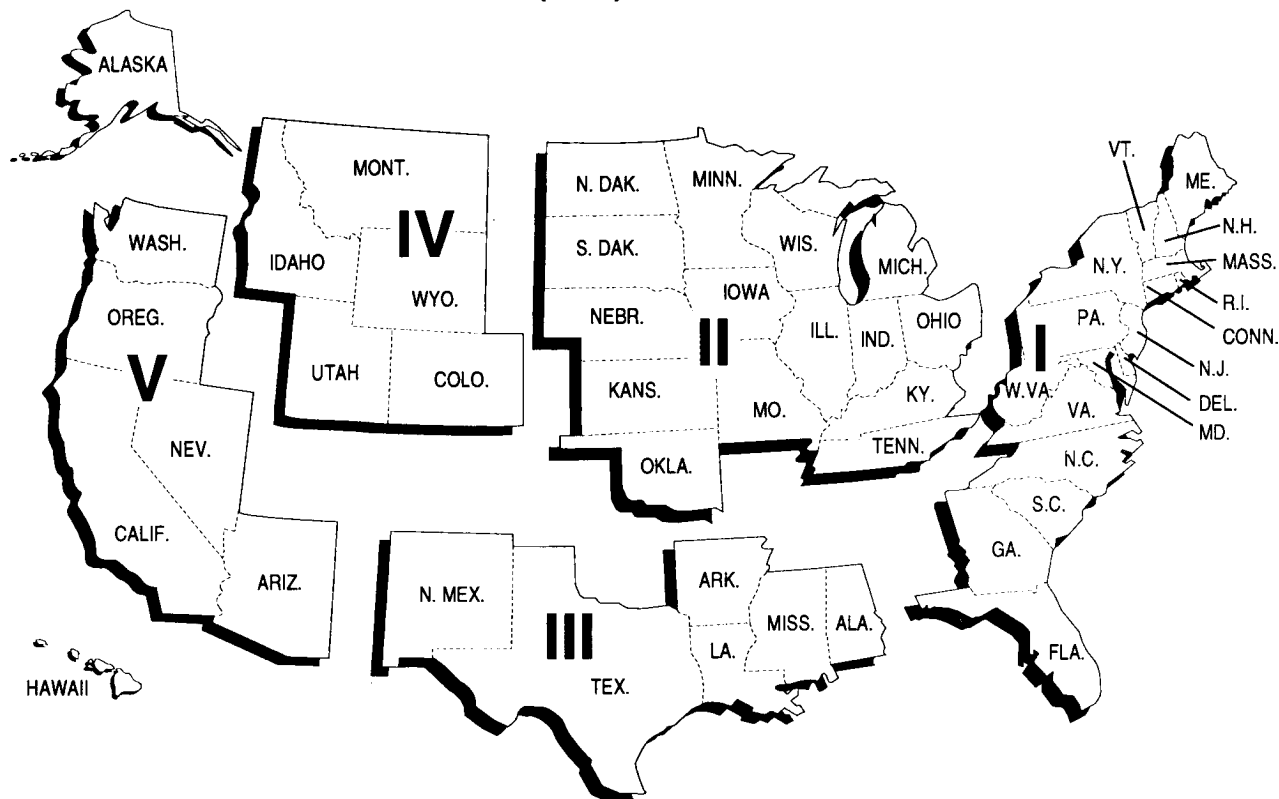 ALASKA
VT.
MONT.
N. DAK.
MINN.
ME.
WASH.
IV
N.H.
S. DAK.
WIS.
IDAHO
MICH.
N.Y.
MASS.
WYO.
IOWA
R.I.
OREG.
NEBR.
PA.
OHIO
CONN.
II
ILL.
IND.
I
V
UTAH
COLO.
N.J.
KANS.
KY.
W.VA.
DEL.
MO.
VA.
MD.
NEV.
TENN.
OKLA.
N.C.
S.C.
CALIF.
GA.
ARIZ.
N. MEX.
ARK.
III
MISS.
ALA.
LA.
FLA.
HAWAII
TEX.